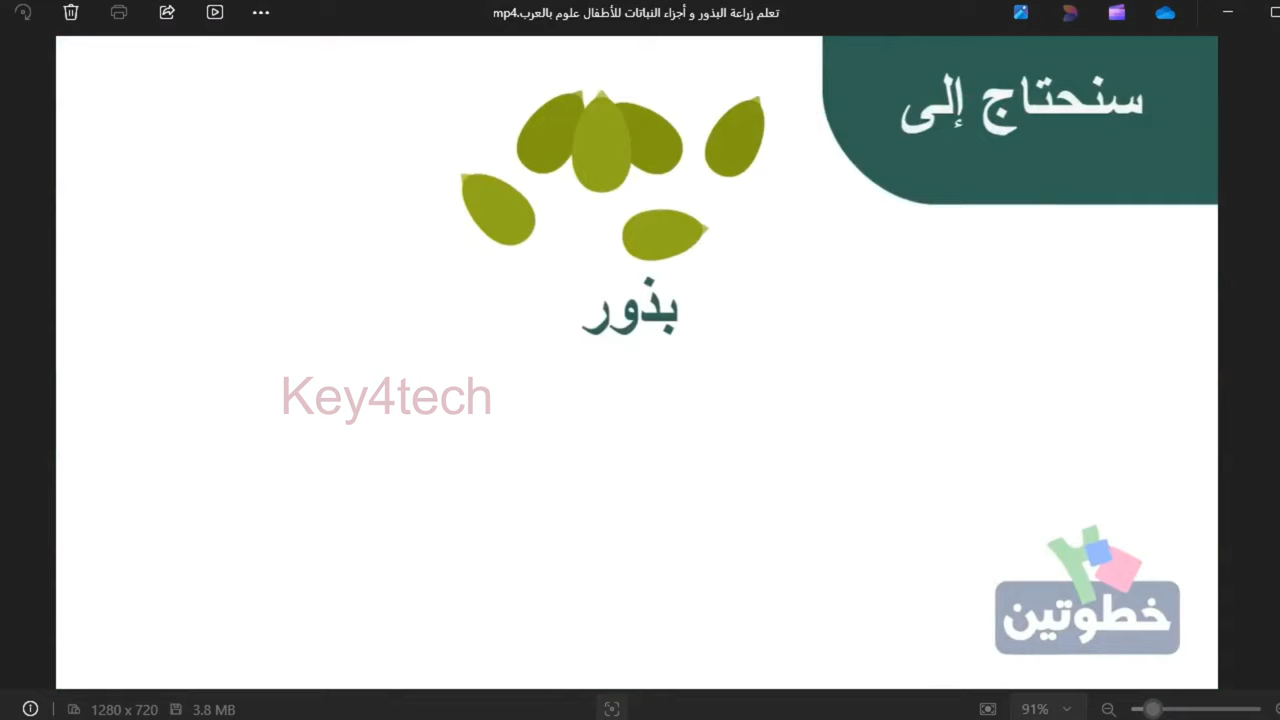 تعلم زراعة البذور و أجزاء النباتات للأطفال علوم بالعرب.mp4
سنحتاج إلى
بذور
Key4tech
٢
خطوتين
1280 x 720
3.8 MB
91%